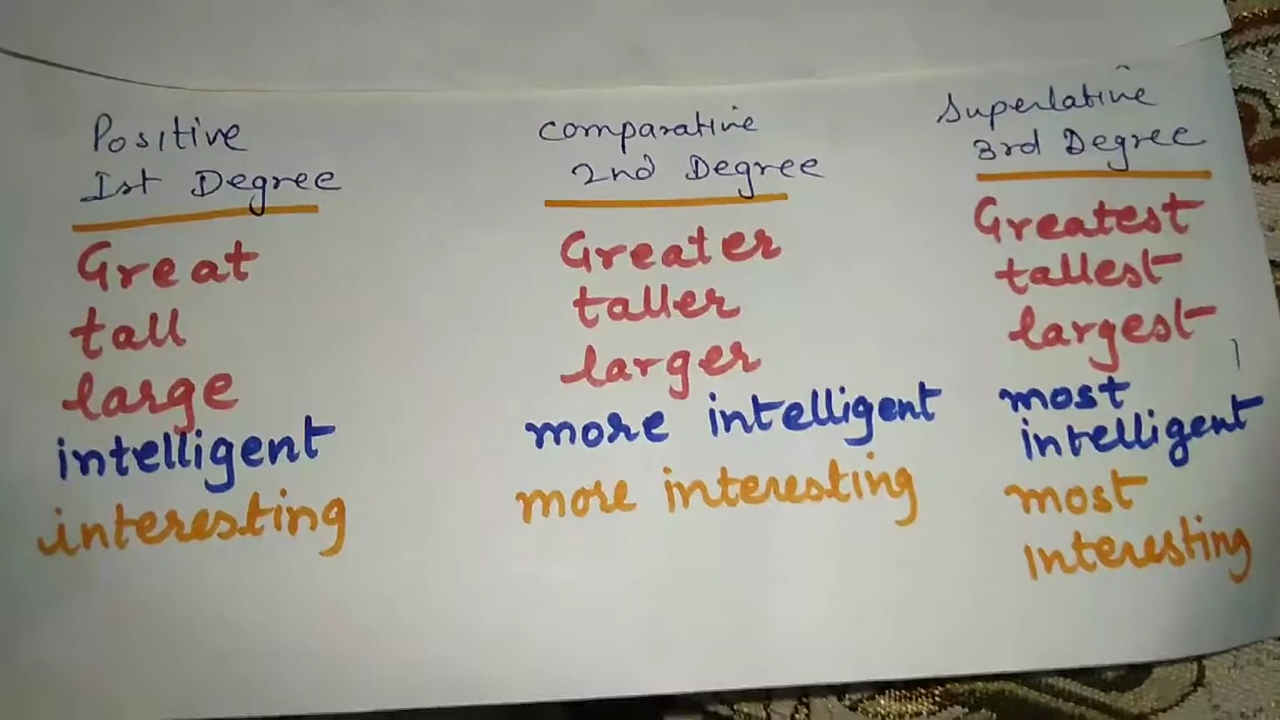 Positive
Ist Degree
Great
tall
large
intelligent
interesting
Comparative
2nd Degree
Greater
taller
larger
more intelligent
more interesting
Superlative
3rd Degree
Greatest
tallest
largest
most
intelligent
most
interesting